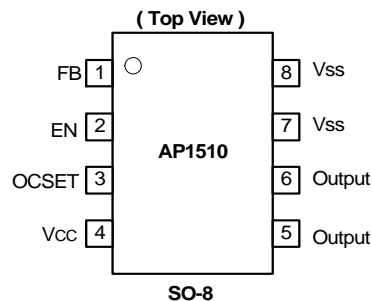 ( Top View )
FB 1 8 Vss
EN 2 7 Vss
AP1510
OCSET 3 6 Output
Vcc 4 5 Output
SO-8